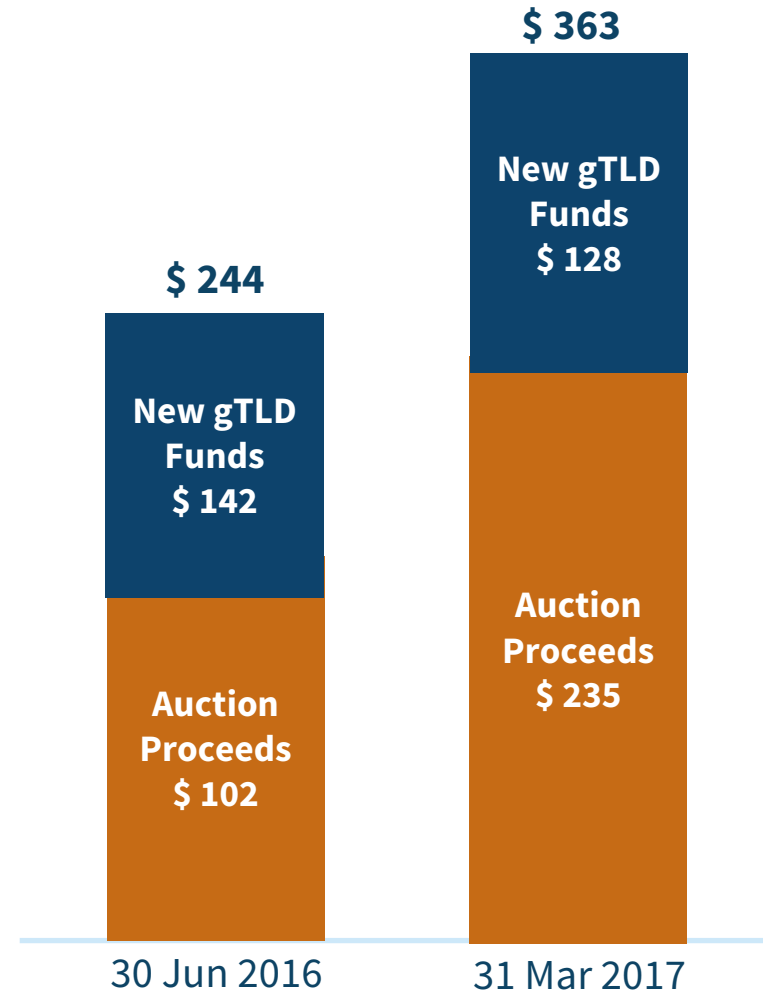 $ 363
New gTLD
Funds
$ 128
$ 244
New gTLD
Funds
$ 142
Auction
Proceeds
$ 235
Auction
Proceeds
$ 102
30 Jun 2016
31 Mar 2017